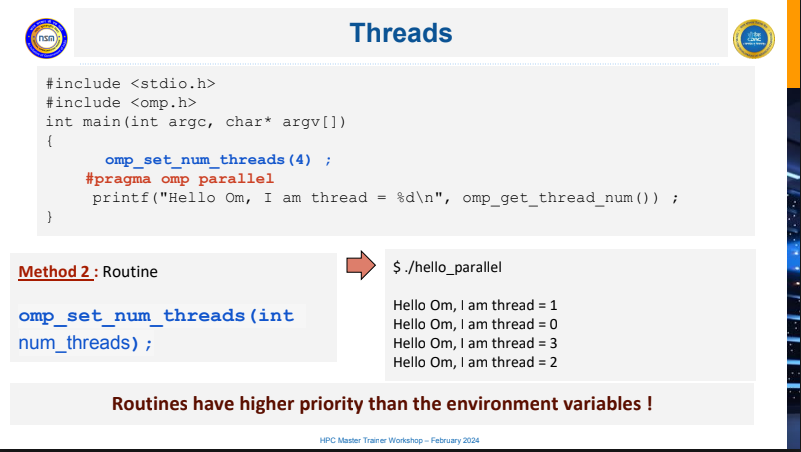 Threads
nsm
CDAC
#include <stdio.h>
#include <omp.h>
int main(int argc, char* argv[])
{
omp_set_num_threads(4) ;
#pragma omp parallel
printf("Hello Om, I am thread = %d\n", omp_get_thread_num()) ;
}
Method 2 : Routine
omp_set_num_threads(int
num_threads);
$ ./hello_parallel
Hello Om, I am thread = 1
Hello Om, I am thread = 0
Hello Om, I am thread = 3
Hello Om, I am thread = 2
Routines have higher priority than the environment variables !
HPC Master Trainer Workshop – February 2024